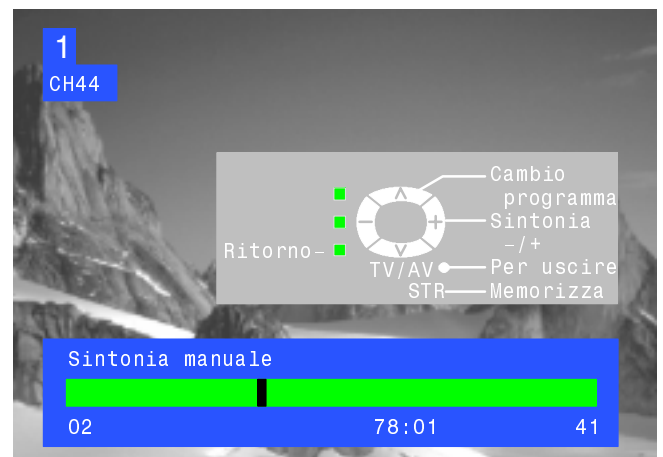 1
CH44
Cambio
programma
Sintonia
-/+
Ritorno-
TV/AV Per uscire
STR Memorizza
Sintonia manuale
02 78:01 41